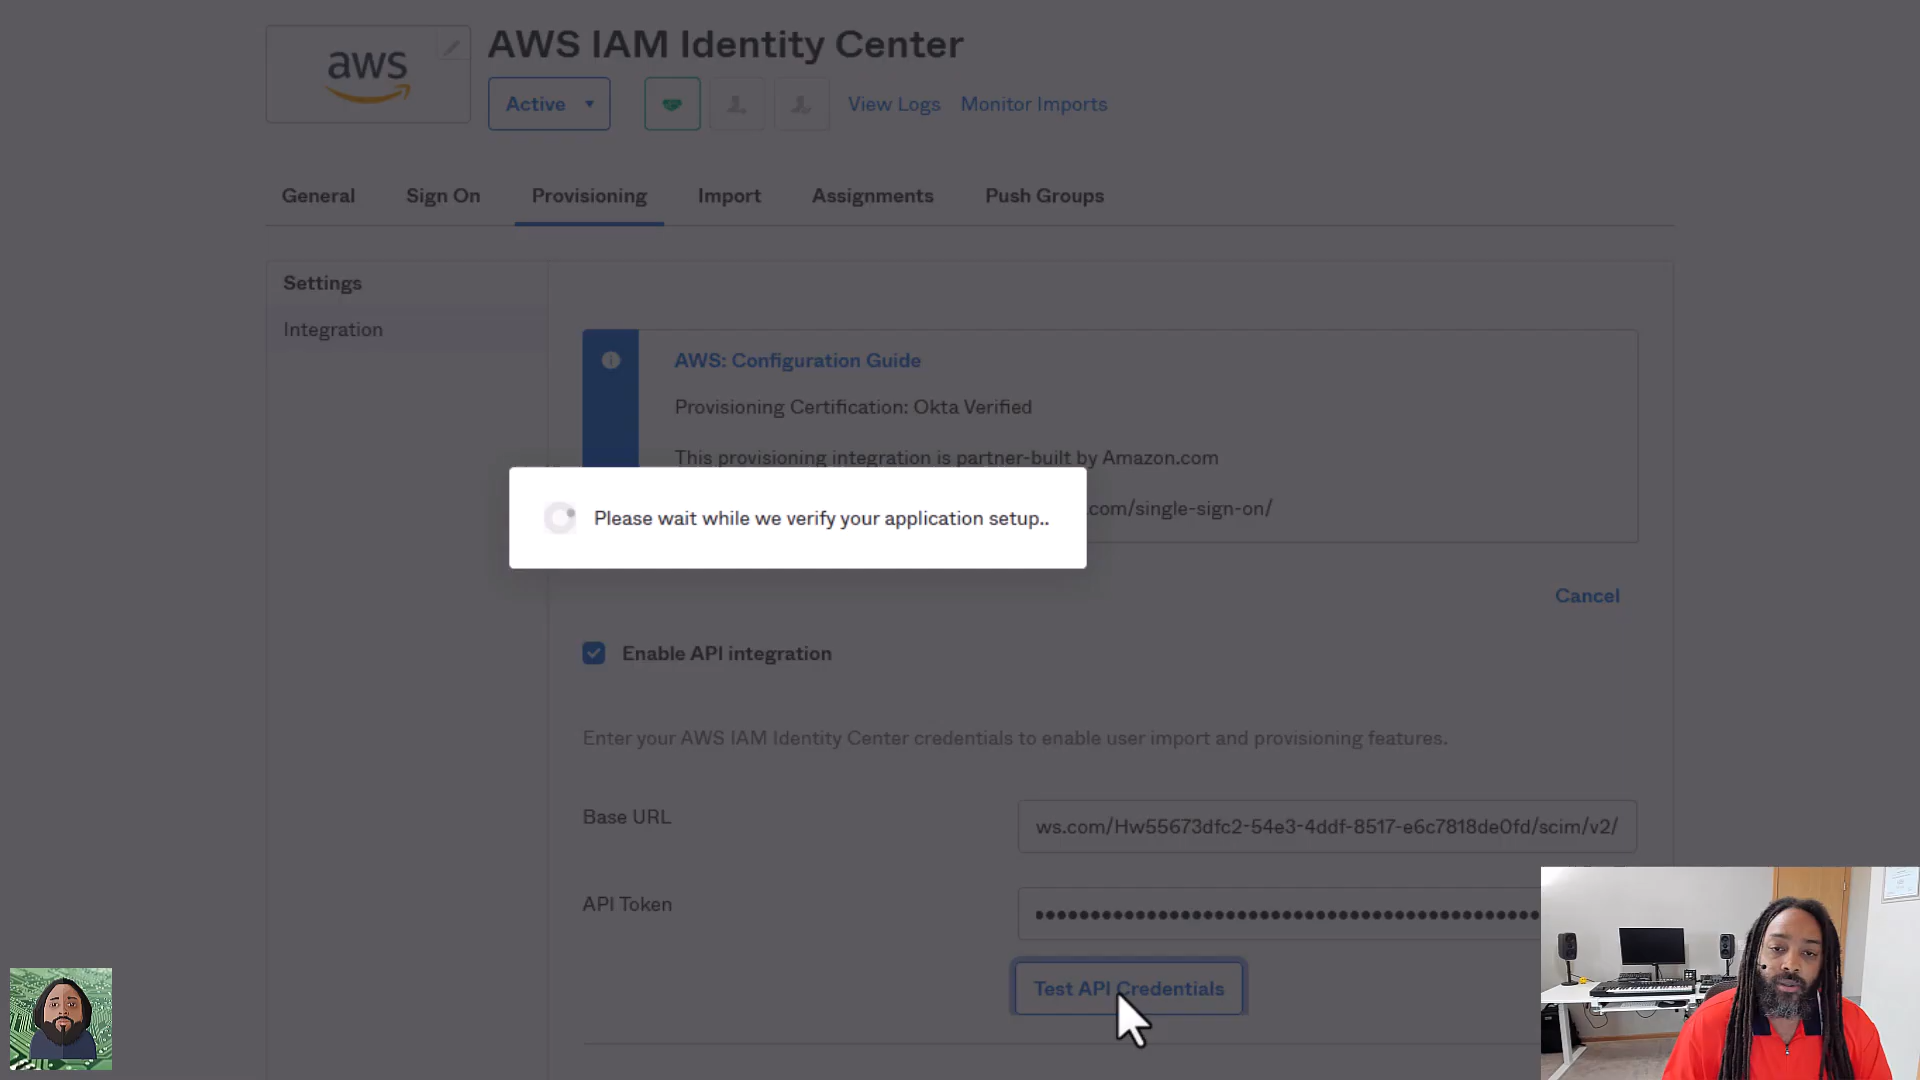 aws
AWS IAM Identity Center
Active
View Logs
Monitor Imports
General
Sign On
Provisioning
Import
Assignments
Push Groups
Settings
Integration
AWS: Configuration Guide
Provisioning Certification: Okta Verified
This provisioning integration is partner-built by Amazon.com
.com/single-sign-on/
Please wait while we verify your application setup..
Cancel
Enable API integration
Enter your AWS IAM Identity Center credentials to enable user import and provisioning features.
Base URL
ws.com/Hw55673dfc2-54e3-4ddf-8517-e6c7818de0fd/scim/v2/
API Token
Test API Credentials